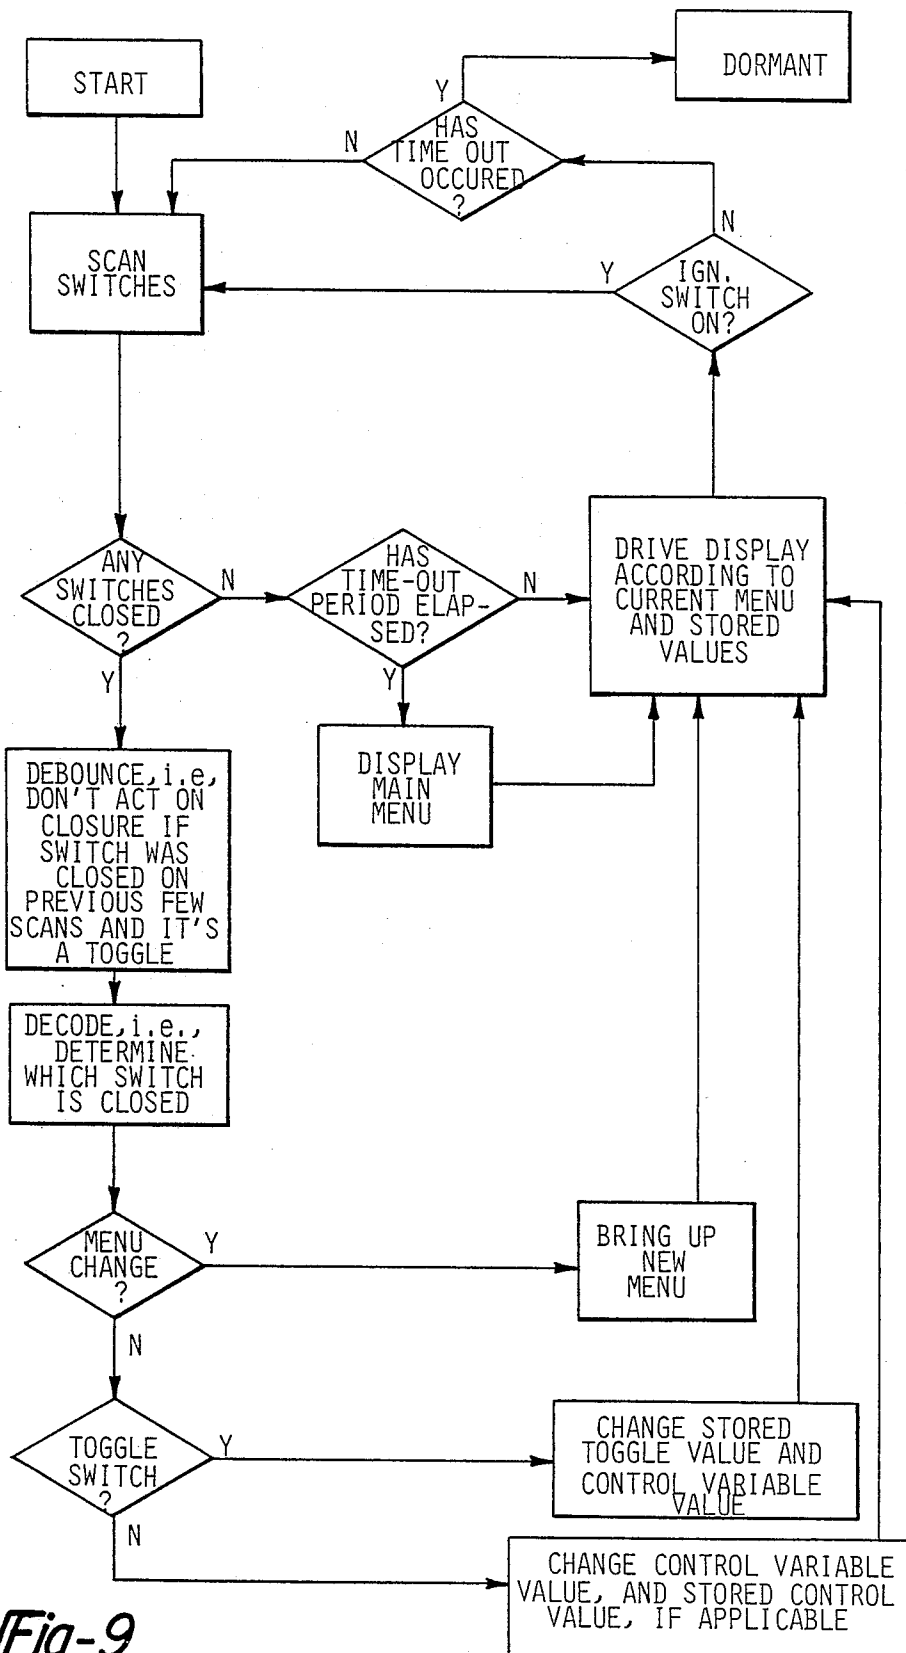 START
DORMANT
Y
HAS
TIME OUT
OCCURED
?
N
N
SCAN
SWITCHES
Y
IGN.
SWITCH
ON?
ANY
SWITCHES
CLOSED
?
N
HAS
TIME-OUT
PERIOD ELAP-
SED?
N
DRIVE DISPLAY
ACCORDING TO
CURRENT MENU
AND STORED
VALUES
Y
Y
DISPLAY
MAIN
MENU
DEBOUNCE,i.e,
DON'T ACT ON
CLOSURE IF
SWITCH WAS
CLOSED ON
PREVIOUS FEW
SCANS AND IT'S
A TOGGLE
DECODE,i.e.,
DETERMINE
WHICH SWITCH
IS CLOSED
MENU
CHANGE
?
Y
BRING UP
NEW
MENU
N
TOGGLE
SWITCH
?
Y
CHANGE STORED
TOGGLE VALUE AND
CONTROL VARIABLE
VALUE
N
CHANGE CONTROL VARIABLE
VALUE, AND STORED CONTROL
VALUE, IF APPLICABLE
Fig-9